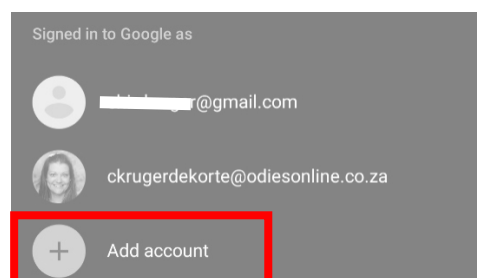 Signed in to Google as
r@gmail.com
ckrugerdekorte@odiesonline.co.za
Add account